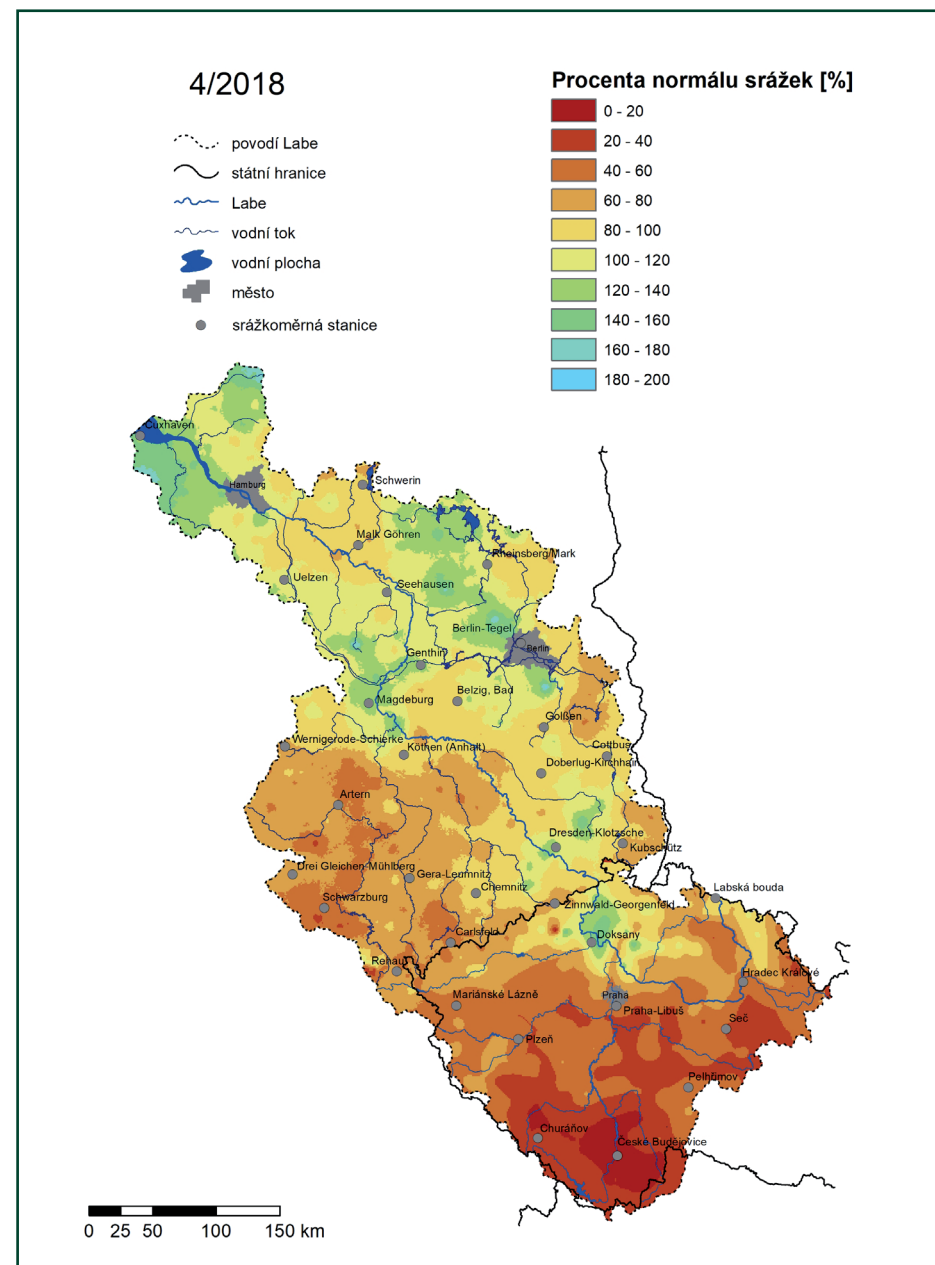 4/2018
povodí Labe
státní hranice
Labe
vodní tok
vodní plocha
město
srážkoměrná stanice
Procenta normálu srážek [%]
0 - 20
20 - 40
40 - 60
60 - 80
80 - 100
100 - 120
120 - 140
140 - 160
160 - 180
180 - 200
Cuxhaven
Hamburg
Schwerin
Malk Göhren
Rheinsberg/Mark
Uelzen
Seehausen
Berlin-Tegel
Berlin
Genthin
Belzig, Bad
Magdeburg
Golßen
Wernigerode-Schierke
Köthen (Anhalt)
Cottbus
Doberlug-Kirchhain
Artern
Dresden-Klotzsche
Kubschütz
Drei Gleichen-Mühlberg
Gera-Leumnitz
Chemnitz
Labská bouda
Schwarzburg
Zinnwald-Georgenfeld
Carlsfeld
Doksany
Rehau
Hradec Králové
Mariánské Lázně
Praha
Praha-Libuš
Seč
Plzeň
Pelhřimov
Churáňov
České Budějovice
0 25 50 100 150 km